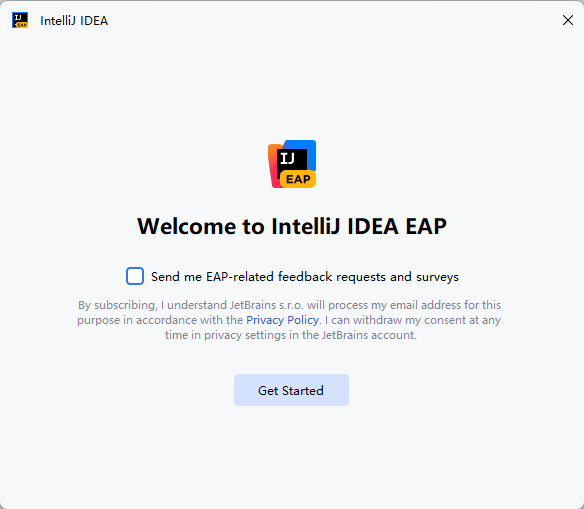 IntelliJ IDEA
IJ
EAP
Welcome to IntelliJ IDEA EAP
Send me EAP-related feedback requests and surveys
By subscribing, I understand JetBrains s.r.o. will process my email address for this
purpose in accordance with the Privacy Policy. I can withdraw my consent at any
time in privacy settings in the JetBrains account.
Get Started